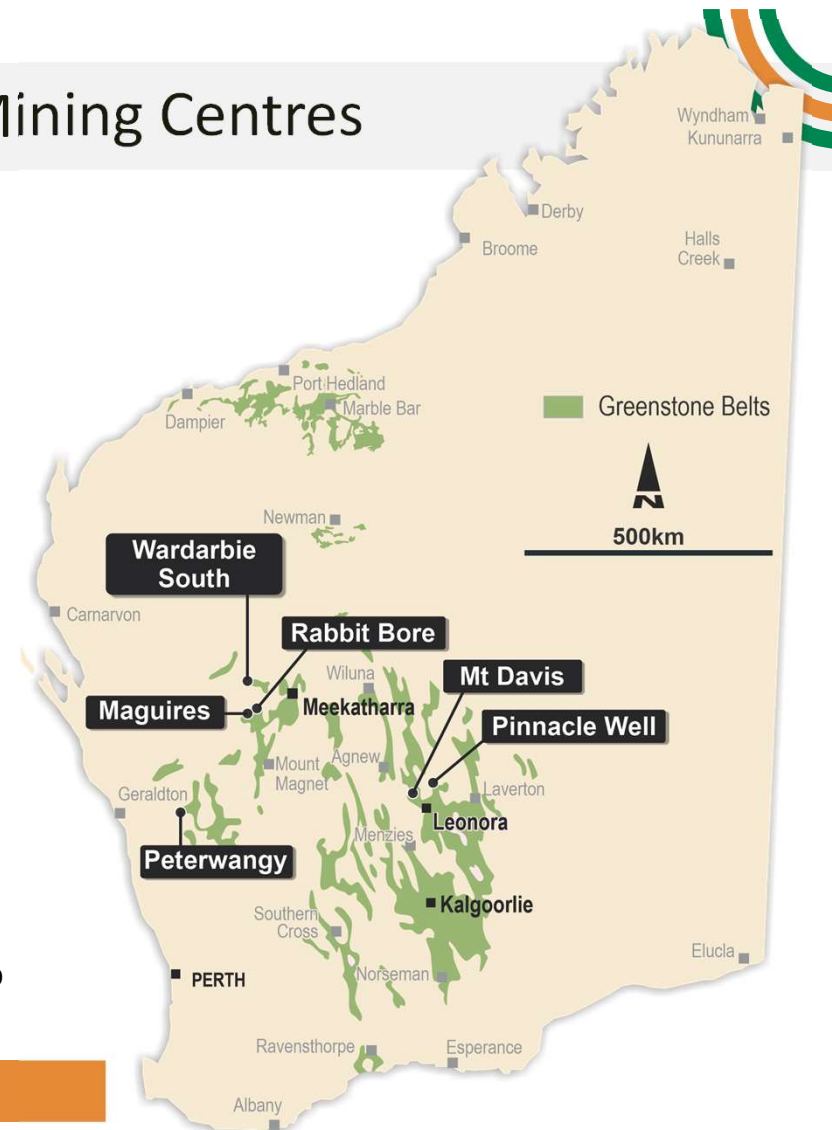 Mining Centres
Wyndham
Kununarra
Derby
Broome
Halls
Creek
Port Hedland
Marble Bar
Dampier
Greenstone Belts
N
500km
Newman
Wardarbie
South
Carnarvon
Rabbit Bore
Wiluna
Mt Davis
Maguires
Meekatharra
Pinnacle Well
Mount
Magnet
Agnew
Geraldton
Laverton
Leonora
Menzies
Peterwangy
Kalgoorlie
Southern
Cross
Elucla
PERTH
Norseman
Ravensthorpe
Esperance
Albany